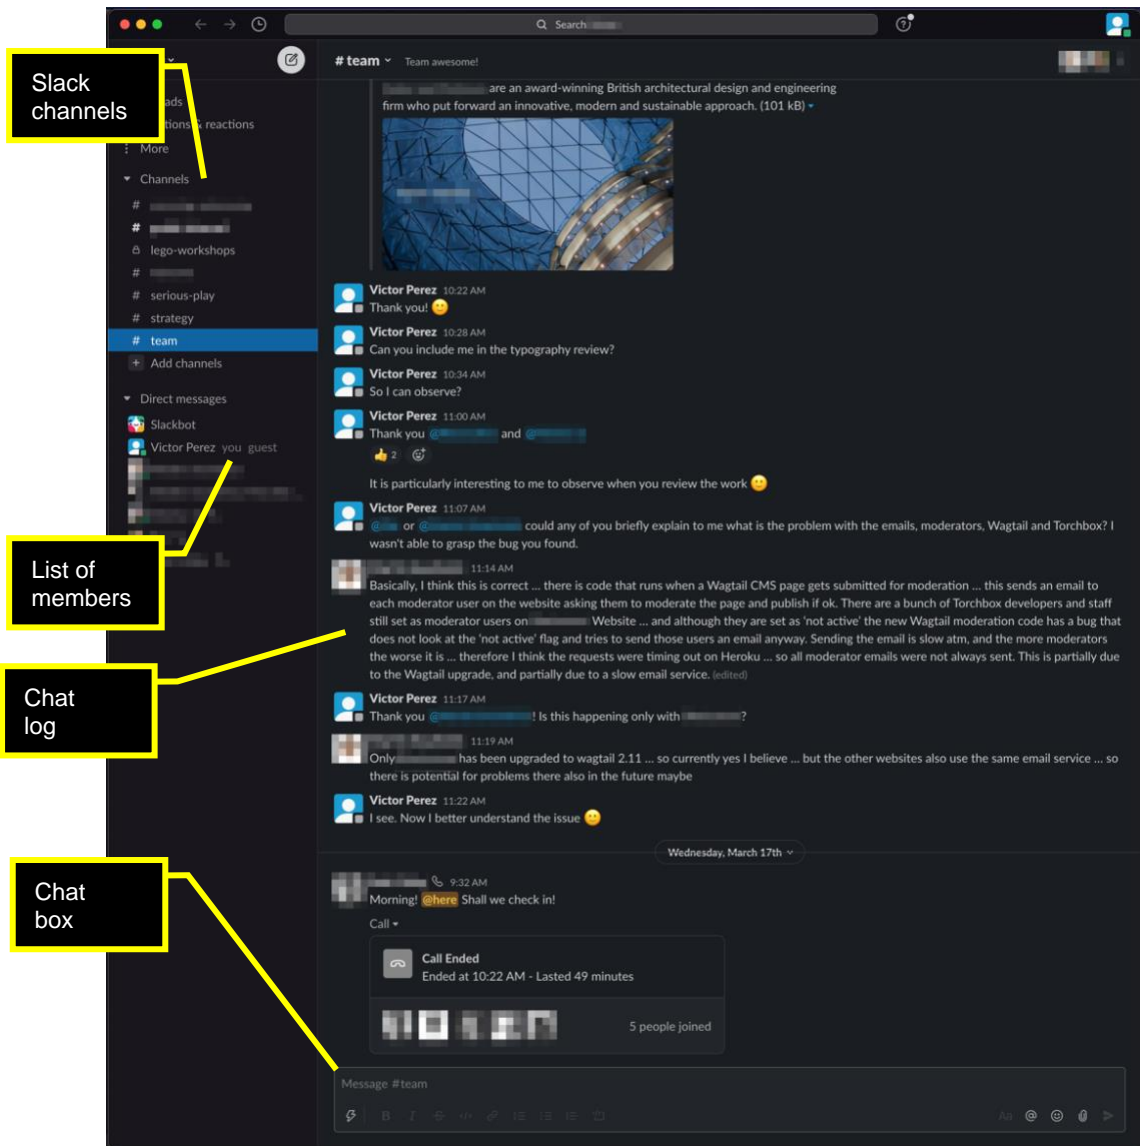 Search
Slack
channels
# team
Team awesome!
ads
tions & reactions
More
Channels
#
#
lego-workshops
#
# serious-play
# strategy
# team
+ Add channels
Direct messages
Slackbot
Victor Perez you guest
List of
members
Chat
log
Chat
box
are an award-winning British architectural design and engineering
firm who put forward an innovative, modern and sustainable approach. (101 kB)
Victor Perez 10:22 AM
Thank you! 🙂
Victor Perez 10:28 AM
Can you include me in the typography review?
Victor Perez 10:34 AM
So I can observe?
Victor Perez 11:00 AM
Thank you @ and @
👍 2
It is particularly interesting to me to observe when you review the work 🙂
Victor Perez 11:07 AM
@ or @ could any of you briefly explain to me what is the problem with the emails, moderators, Wagtail and Torchbox? I
wasn't able to grasp the bug you found.
11:14 AM
Basically, I think this is correct ... there is code that runs when a Wagtail CMS page gets submitted for moderation ... this sends an email to
each moderator user on the website asking them to moderate the page and publish if ok. There are a bunch of Torchbox developers and staff
still set as moderator users on Website ... and although they are set as 'not active' the new Wagtail moderation code has a bug that
does not look at the 'not active' flag and tries to send those users an email anyway. Sending the email is slow atm, and the more moderators
the worse it is ... therefore I think the requests were timing out on Heroku ... so all moderator emails were not always sent. This is partially due
to the Wagtail upgrade, and partially due to a slow email service. (edited)
Victor Perez 11:17 AM
Thank you @ ! Is this happening only with ?
11:19 AM
Only has been upgraded to wagtail 2.11 ... so currently yes I believe ... but the other websites also use the same email service ... so
there is potential for problems there also in the future maybe
Victor Perez 11:22 AM
I see. Now I better understand the issue 🙂
Wednesday, March 17th
9:32 AM
Morning! @here Shall we check in!
Call
Call Ended
Ended at 10:22 AM - Lasted 49 minutes
5 people joined
Message #team
B I S </> Aa @